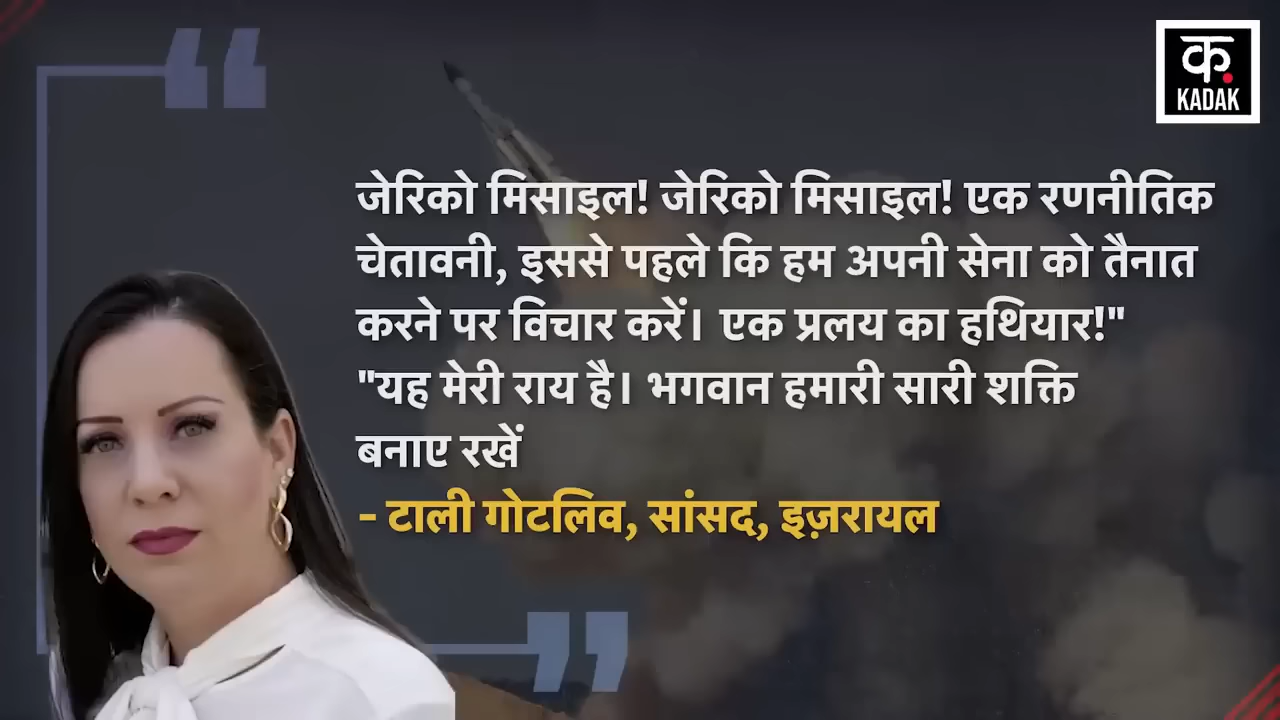 क.
KADAK
जेरिको मिसाइल! जेरिको मिसाइल! एक रणनीतिक
चेतावनी, इससे पहले कि हम अपनी सेना को तैनात
करने पर विचार करें। एक प्रलय का हथियार!"
"यह मेरी राय है। भगवान हमारी सारी शक्ति
बनाए रखें
- टाली गोटलिव, सांसद, इज़रायल